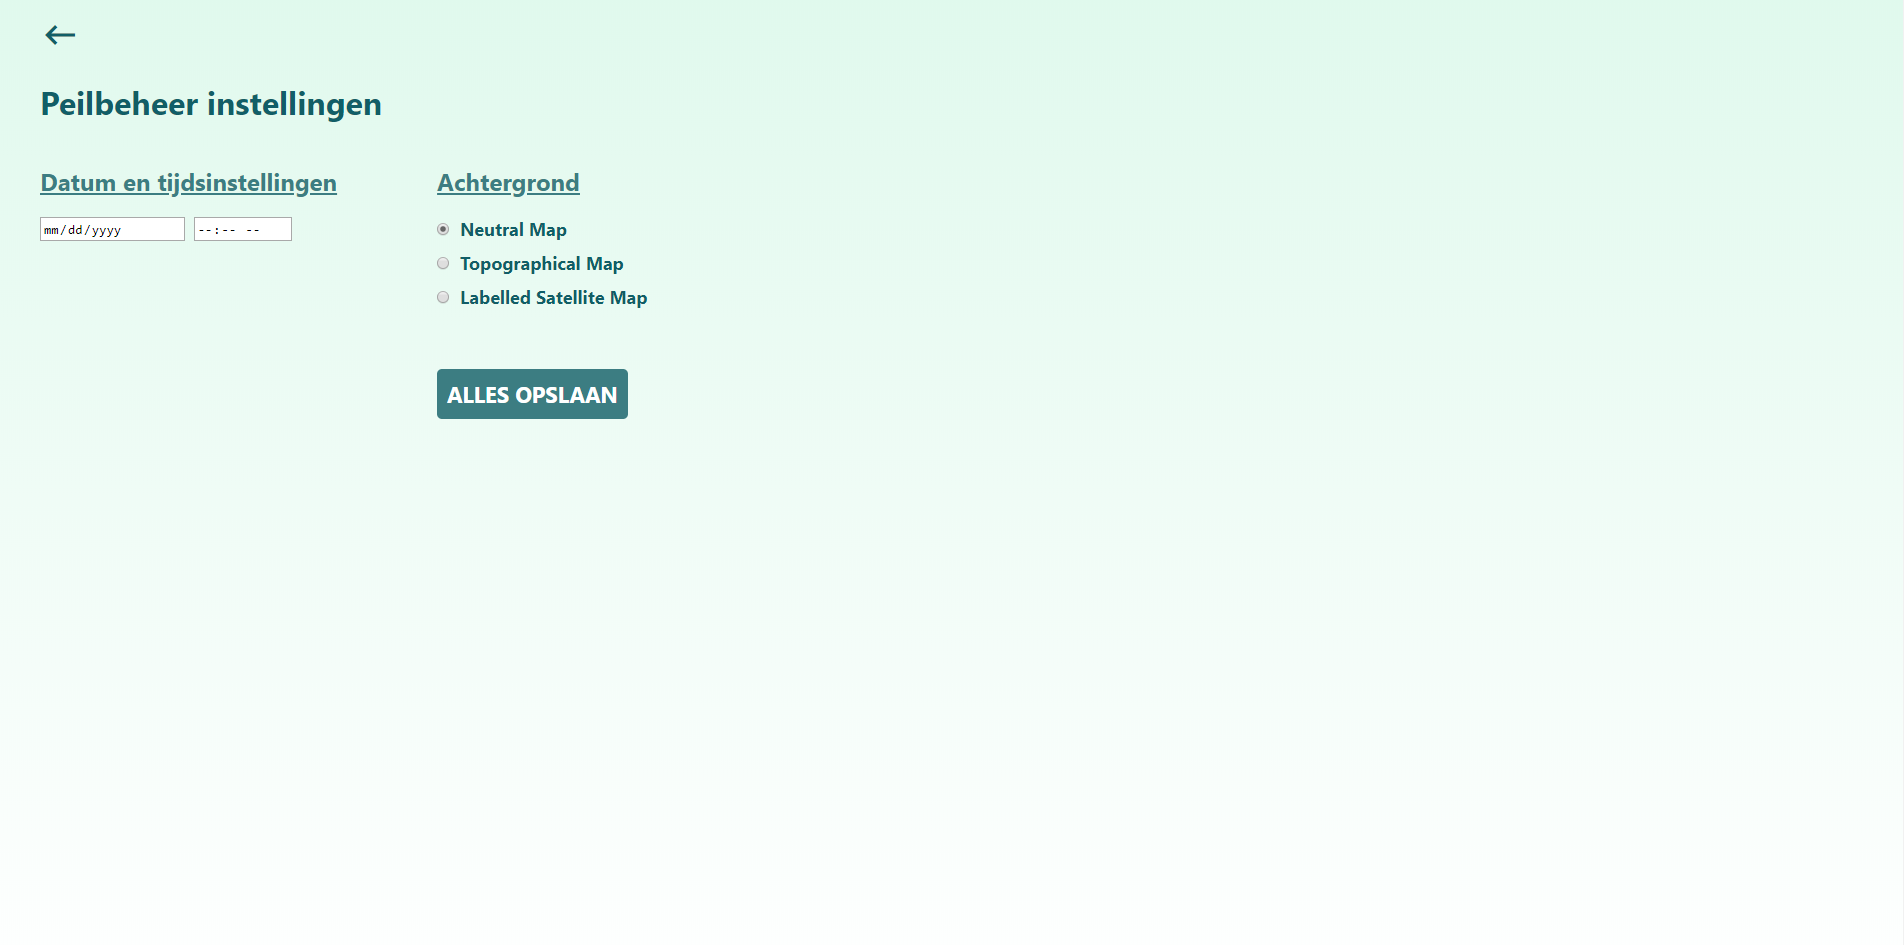 Peilbeheer instellingen
Datum en tijdsinstellingen
mm/dd/yyyy --:-- --
Achtergrond
Neutral Map
Topographical Map
Labelled Satellite Map
ALLES OPSLAAN